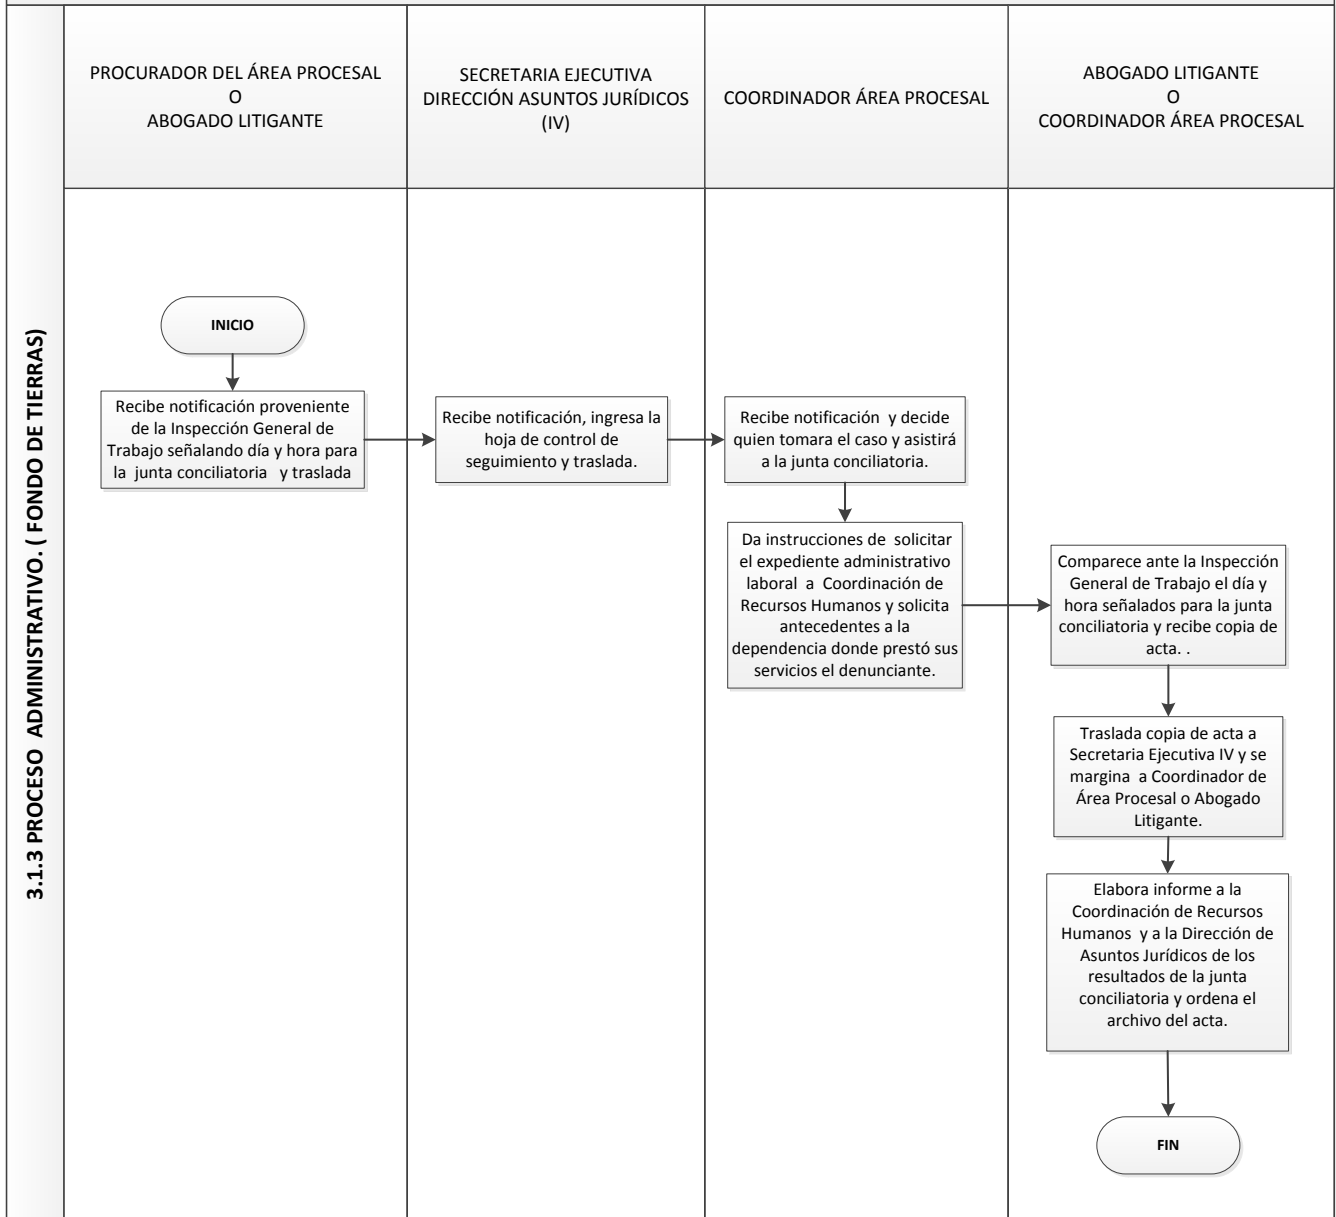 3.1.3 PROCESO ADMINISTRATIVO. ( FONDO DE TIERRAS)
PROCURADOR DEL ÁREA PROCESAL
O
ABOGADO LITIGANTE
SECRETARIA EJECUTIVA
DIRECCIÓN ASUNTOS JURÍDICOS
(IV)
COORDINADOR ÁREA PROCESAL
ABOGADO LITIGANTE
O
COORDINADOR ÁREA PROCESAL
INICIO
Recibe notificación proveniente
de la Inspección General de
Trabajo señalando día y hora para
la junta conciliatoria y traslada
Recibe notificación, ingresa la
hoja de control de
seguimiento y traslada.
Recibe notificación y decide
quien tomara el caso y asistirá
a la junta conciliatoria.
Da instrucciones de solicitar
el expediente administrativo
laboral a Coordinación de
Recursos Humanos y solicita
antecedentes a la
dependencia donde prestó sus
servicios el denunciante.
Comparece ante la Inspección
General de Trabajo el día y
hora señalados para la junta
conciliatoria y recibe copia de
acta. .
Traslada copia de acta a
Secretaria Ejecutiva IV y se
margina a Coordinador de
Área Procesal o Abogado
Litigante.
Elabora informe a la
Coordinación de Recursos
Humanos y a la Dirección de
Asuntos Jurídicos de los
resultados de la junta
conciliatoria y ordena el
archivo del acta.
FIN